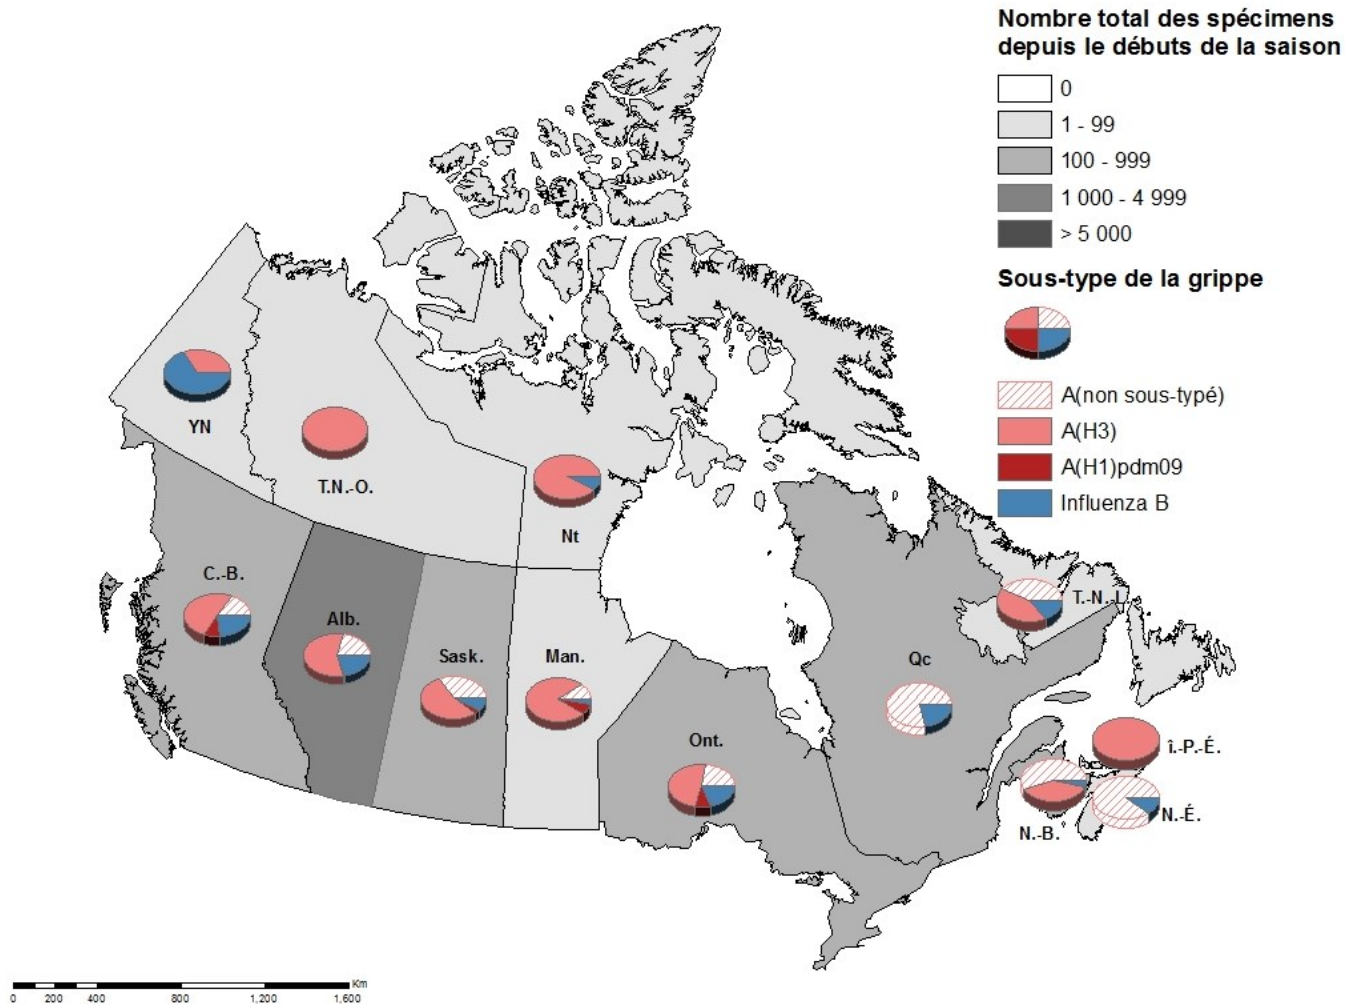 Nombre total des spécimens
depuis le débuts de la saison
0
1 - 99
100 - 999
1 000 - 4 999
> 5 000
Sous-type de la grippe
A(non sous-typé)
A(H3)
A(H1)pdm09
Influenza B
YN
T.N.-O.
Nt
C.-B.
Alb.
Sask.
Man.
Ont.
Qc
T.-N.-L
î.-P.-É.
N.-É.
N.-B.
Km
0 200 400 800 1,200 1,600